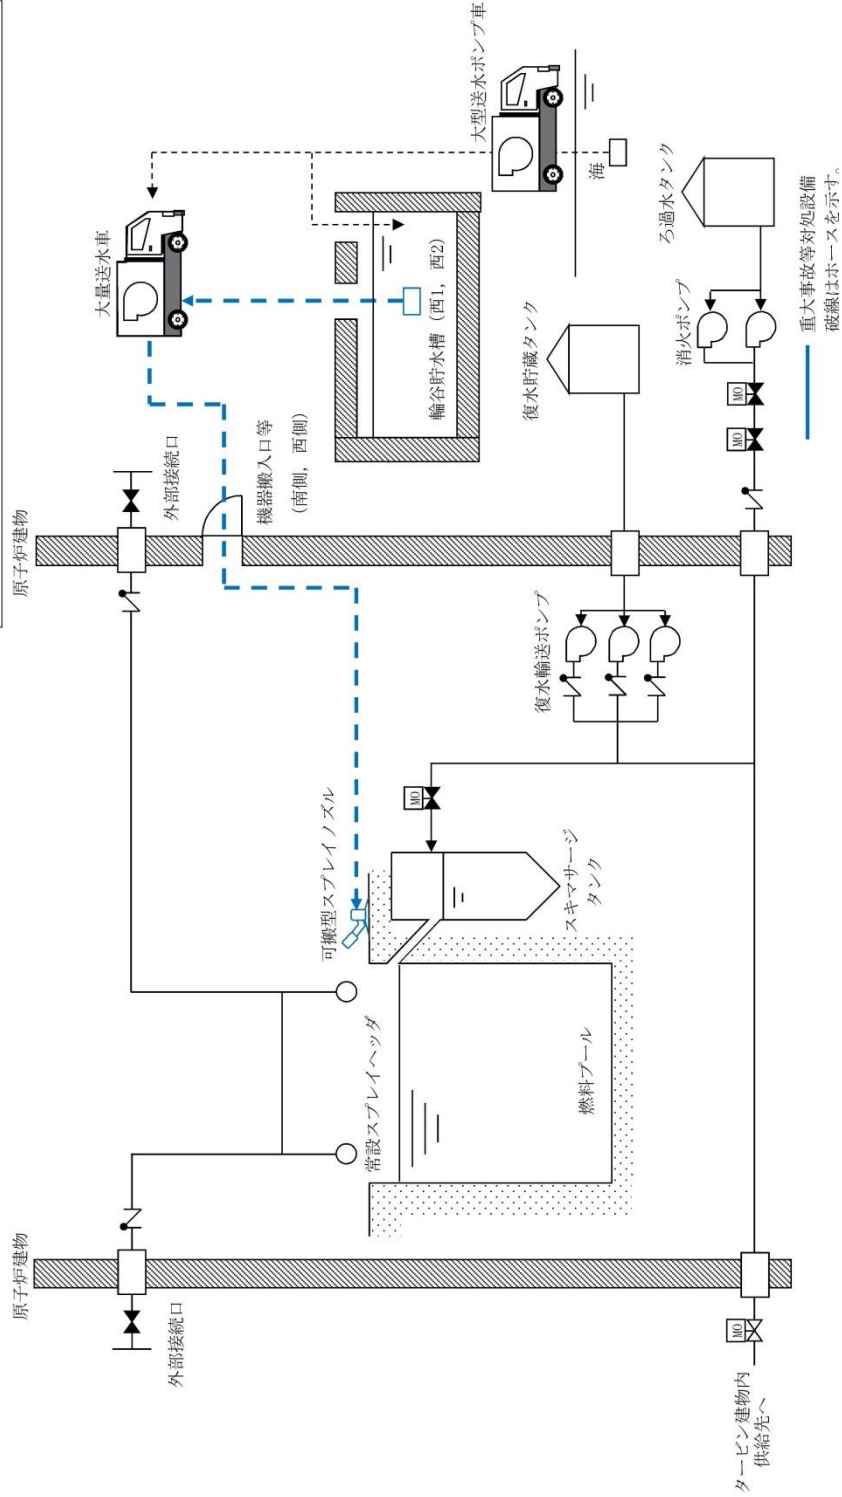 原子炉建物
外部接続口
タービン建物内
供給先へ
MO
常設スプレイヘッダ
燃料プール
可搬型スプレイノズル
スキマサージ
タンク
MO
復水輸送ポンプ
原子炉建物
外部接続口
機器搬入口等
(南側，西側)
大量送水車
輪谷貯水槽 (西1，西2)
復水貯蔵タンク
消火ポンプ
MO
MO
ろ過水タンク
大型送水ポンプ車
海
重大事故等対処設備
破線はホースを示す。